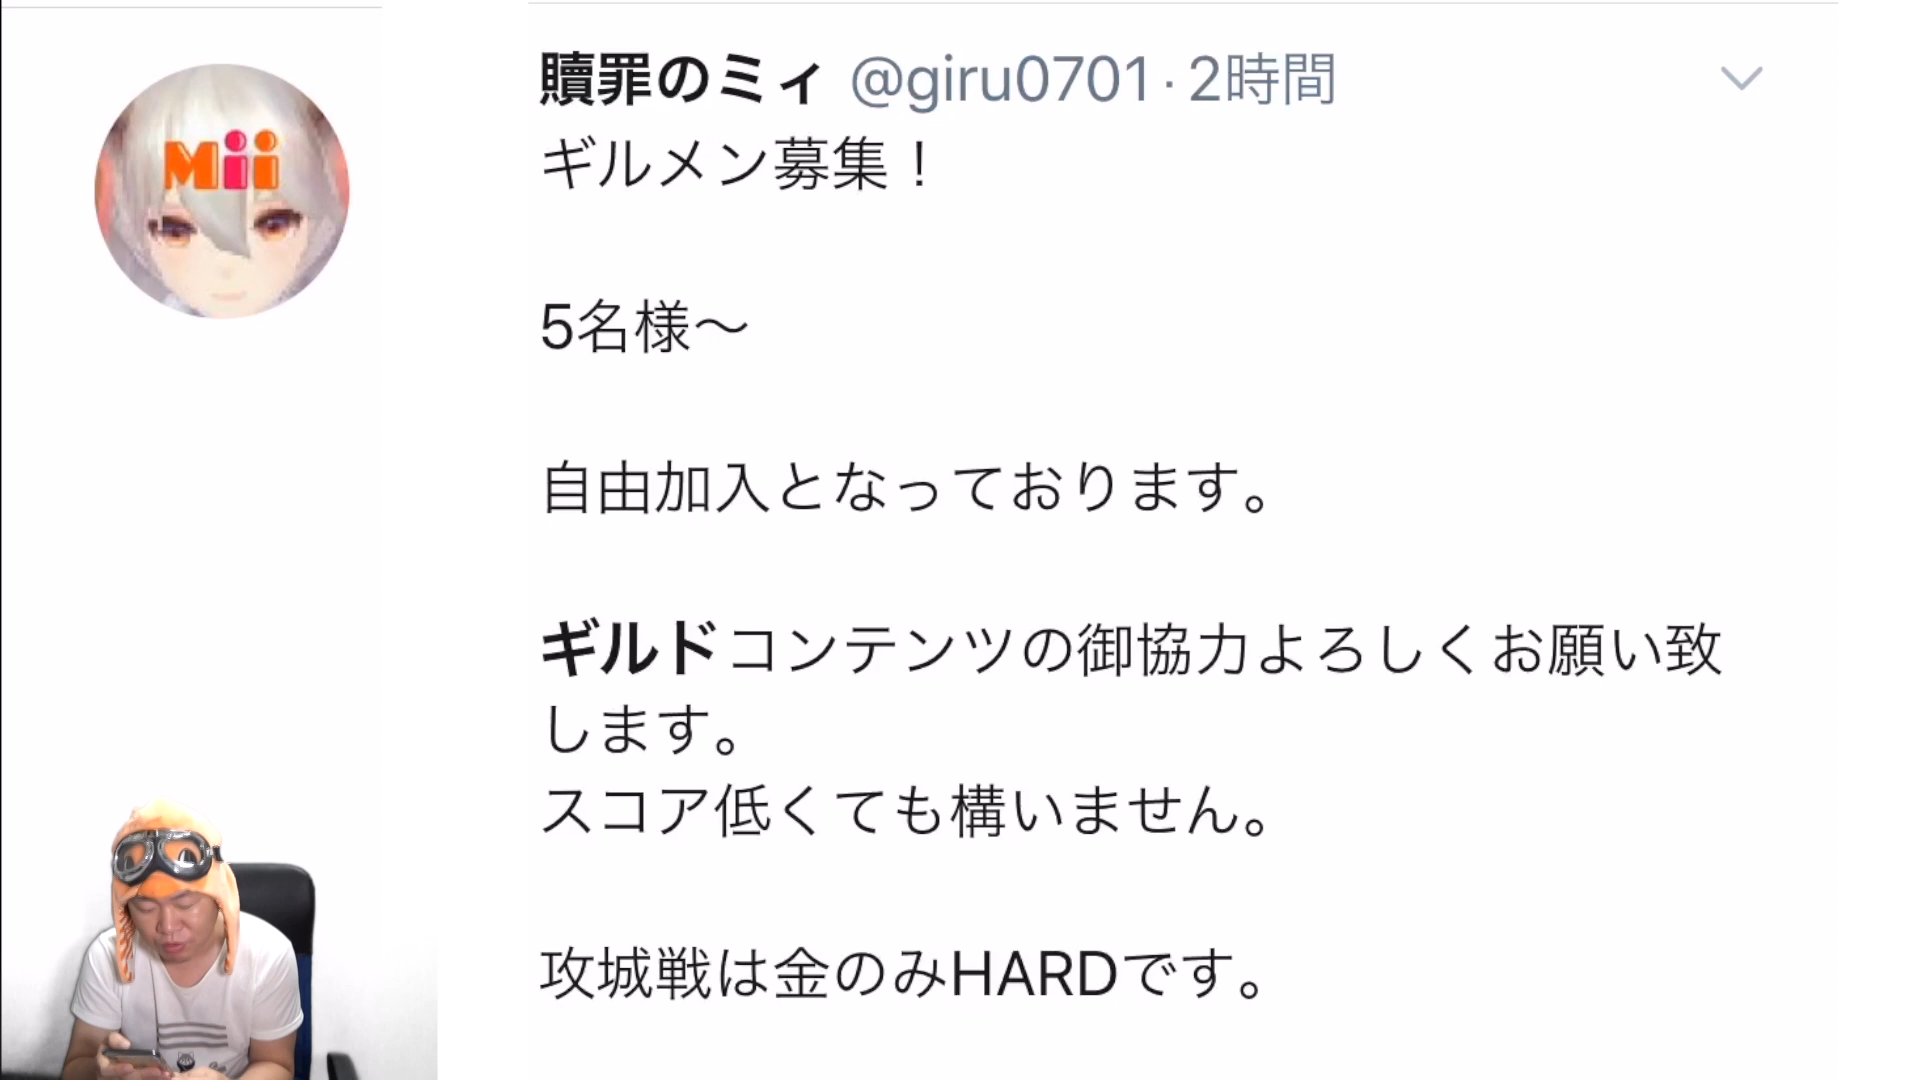 Mii
贖罪のミィ @giru0701・2時間
ギルメン募集！
5名様〜
自由加入となっております。
ギルドコンテンツの御協力よろしくお願い致
します。
スコア低くても構いません。
攻城戦は金のみHARDです。